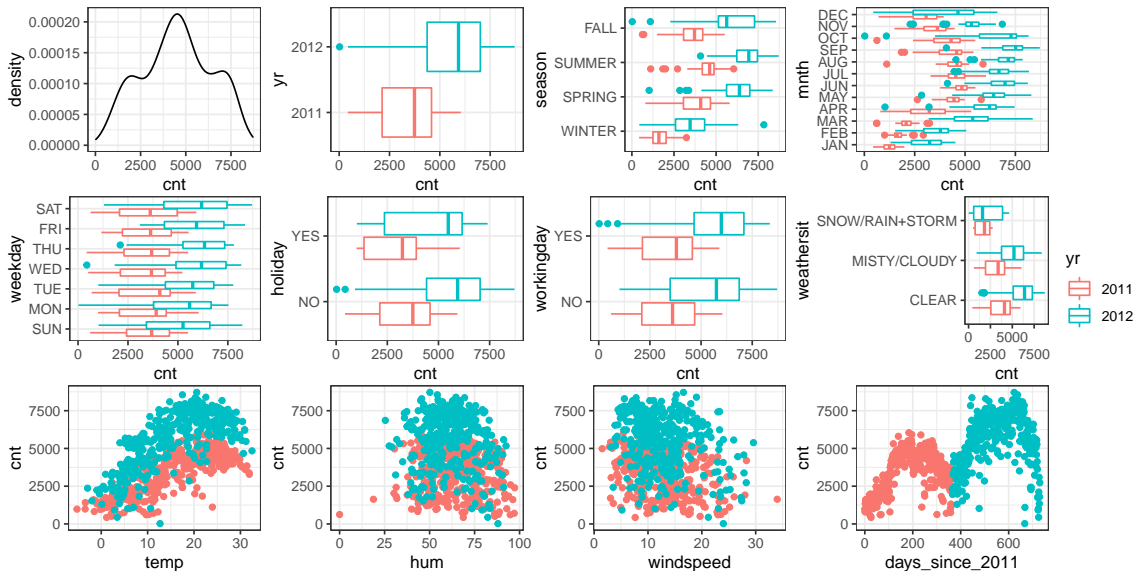 density
0.00020
0.00015
0.00010
0.00005
0.00000
0 2500 5000 7500
cnt
yr
2012
2011
0 2500 5000 7500
cnt
season
FALL
SUMMER
SPRING
WINTER
0 2500 5000 7500
cnt
mnth
DEC
NOV
OCT
SEP
AUG
JUL
JUN
MAY
APR
MAR
FEB
JAN
0 2500 5000 7500
cnt
weekday
SAT
FRI
THU
WED
TUE
MON
SUN
0 2500 5000 7500
cnt
holiday
YES
NO
0 2500 5000 7500
cnt
workingday
YES
NO
0 2500 5000 7500
cnt
weathersit
SNOW/RAIN+STORM
MISTY/CLOUDY
CLEAR
0
2500
5000
7500
cnt
yr
2011
2012
cnt
7500
5000
2500
0
0 10 20 30
temp
cnt
7500
5000
2500
0
0 25 50 75 100
hum
cnt
7500
5000
2500
0
0 10 20 30
windspeed
cnt
7500
5000
2500
0
0 200 400 600
days_since_2011